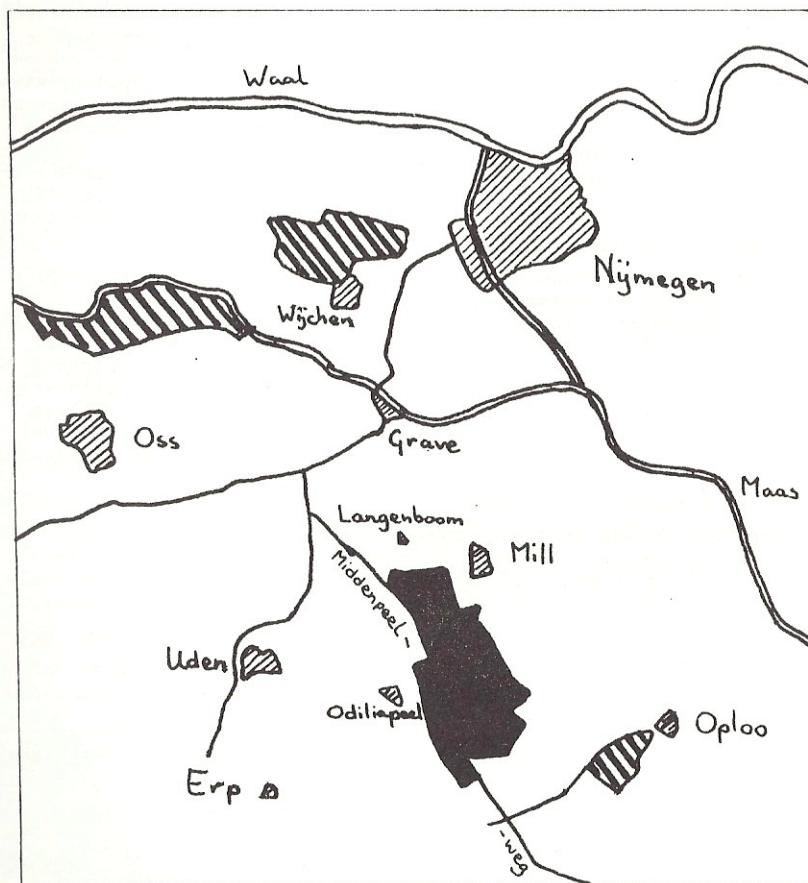 Waal
Nijmegen
Wijchen
Oss
Grave
Maas
Langenboom
Mill
Middenpeel-
Uden
Odiliapeel
Oploo
Erp
-weg